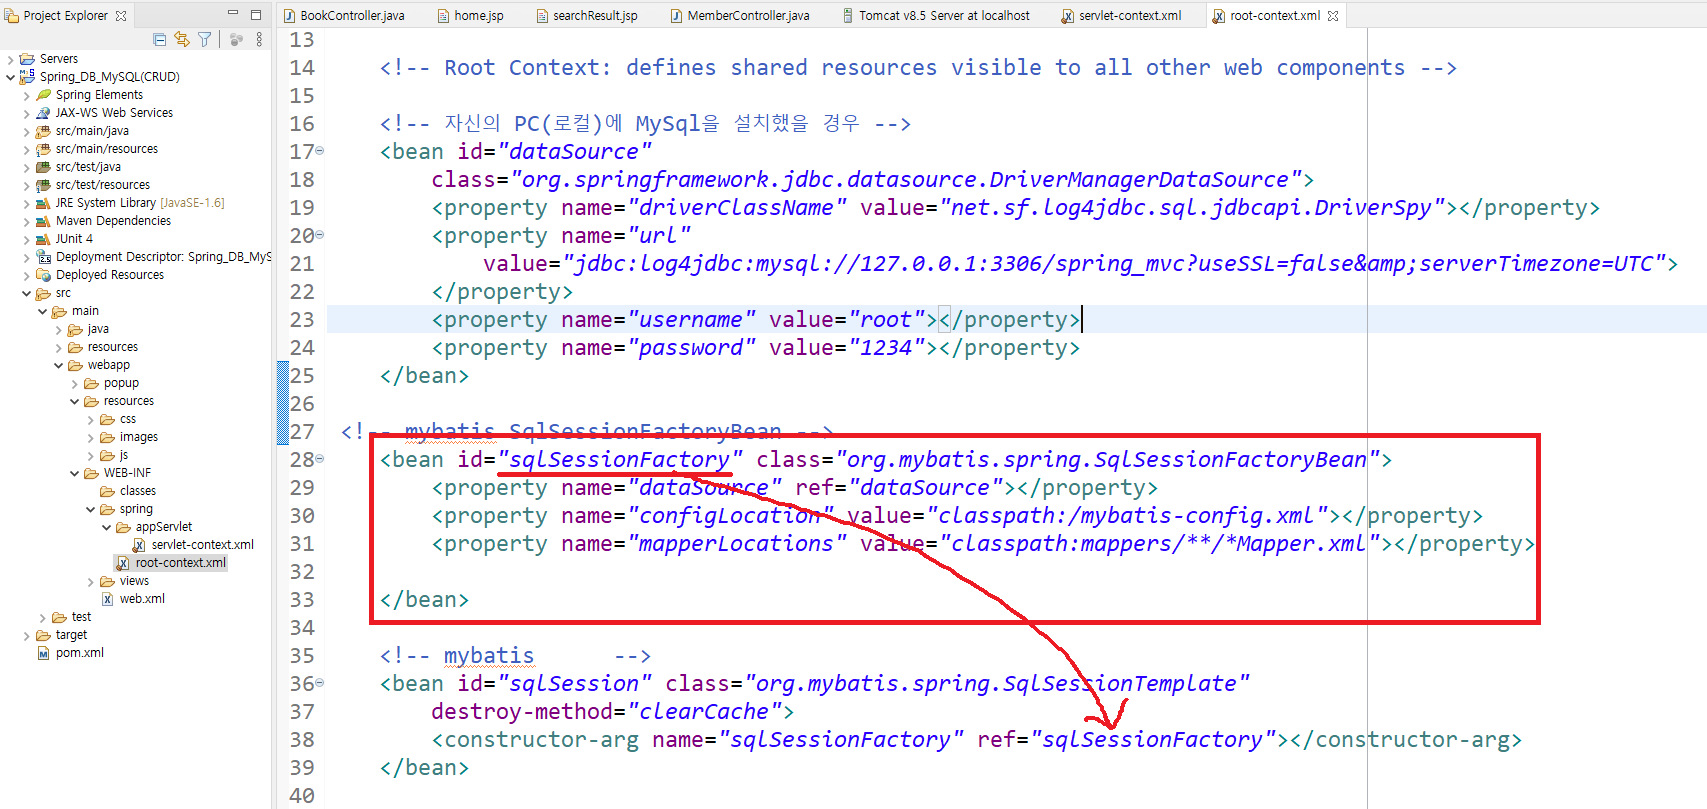 Project Explorer
Servers
Spring_DB_MySQL(CRUD)
Spring Elements
JAX-WS Web Services
src/main/java
src/main/resources
src/test/java
src/test/resources
JRE System Library [JavaSE-1.6]
Maven Dependencies
JUnit 4
Deployment Descriptor: Spring_DB_MyS
Deployed Resources
src
main
java
resources
webapp
popup
resources
css
images
js
WEB-INF
classes
spring
appServlet
servlet-context.xml
root-context.xml
views
web.xml
test
target
pom.xml
BookController.java home.jsp searchResult.jsp MemberController.java Tomcat v8.5 Server at localhost servlet-context.xml root-context.xml
13
14 <!-- Root Context: defines shared resources visible to all other web components -->
15
16 <!-- 자신의 PC(로컬)에 MySql을 설치했을 경우 -->
17 <bean id="dataSource"
18 class="org.springframework.jdbc.datasource.DriverManagerDataSource">
19 <property name="driverClassName" value="net.sf.log4jdbc.sql.jdbcapi.DriverSpy"></property>
20 <property name="url"
21 value="jdbc:log4jdbc:mysql://127.0.0.1:3306/spring_mvc?useSSL=false&amp;serverTimezone=UTC">
22 </property>
23 <property name="username" value="root"></property>
24 <property name="password" value="1234"></property>
25 </bean>
26
27 <!-- mybatis SqlSessionFactoryBean -->
28 <bean id="sqlSessionFactory" class="org.mybatis.spring.SqlSessionFactoryBean">
29 <property name="dataSource" ref="dataSource"></property>
30 <property name="configLocation" value="classpath:/mybatis-config.xml"></property>
31 <property name="mapperLocations" value="classpath:mappers/**/*Mapper.xml"></property>
32
33 </bean>
34
35 <!-- mybatis -->
36 <bean id="sqlSession" class="org.mybatis.spring.SqlSessionTemplate"
37 destroy-method="clearCache">
38 <constructor-arg name="sqlSessionFactory" ref="sqlSessionFactory"></constructor-arg>
39 </bean>
40